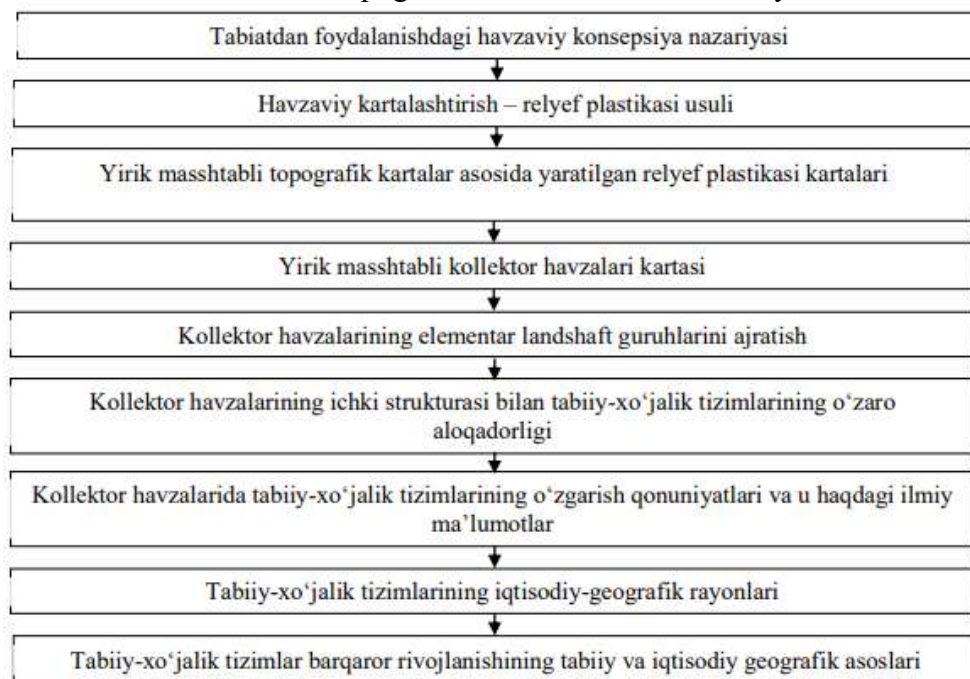 Tabiatdan foydalanishdagi havzaviy konsepsiya nazariyasi
Havzaviy kartalashtirish – relyef plastikasi usuli
Yirik masshtabli topografik kartalar asosida yaratilgan relyef plastikasi kartalari
Yirik masshtabli kollektor havzalari kartasi
Kollektor havzalarining elementar landshaft guruhlarini ajratish
Kollektor havzalarining ichki strukturasi bilan tabiiy-xo‘jalik tizimlarining o‘zaro
aloqadorligi
Kollektor havzalarida tabiiy-xo‘jalik tizimlarining o‘zgarish qonuniyatlari va u haqdagi ilmiy
ma’lumotlar
Tabiiy-xo‘jalik tizimlarining iqtisodiy-geografik rayonlari
Tabiiy-xo‘jalik tizimlar barqaror rivojlanishining tabiiy va iqtisodiy geografik asoslari